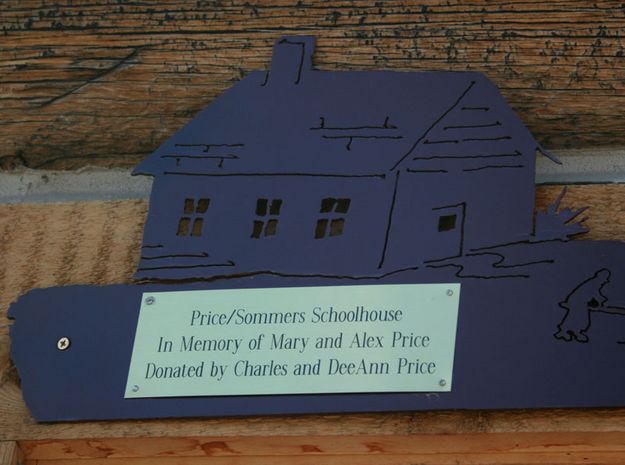 Price/Sommers Schoolhouse
In Memory of Mary and Alex Price
Donated by Charles and DeeAnn Price